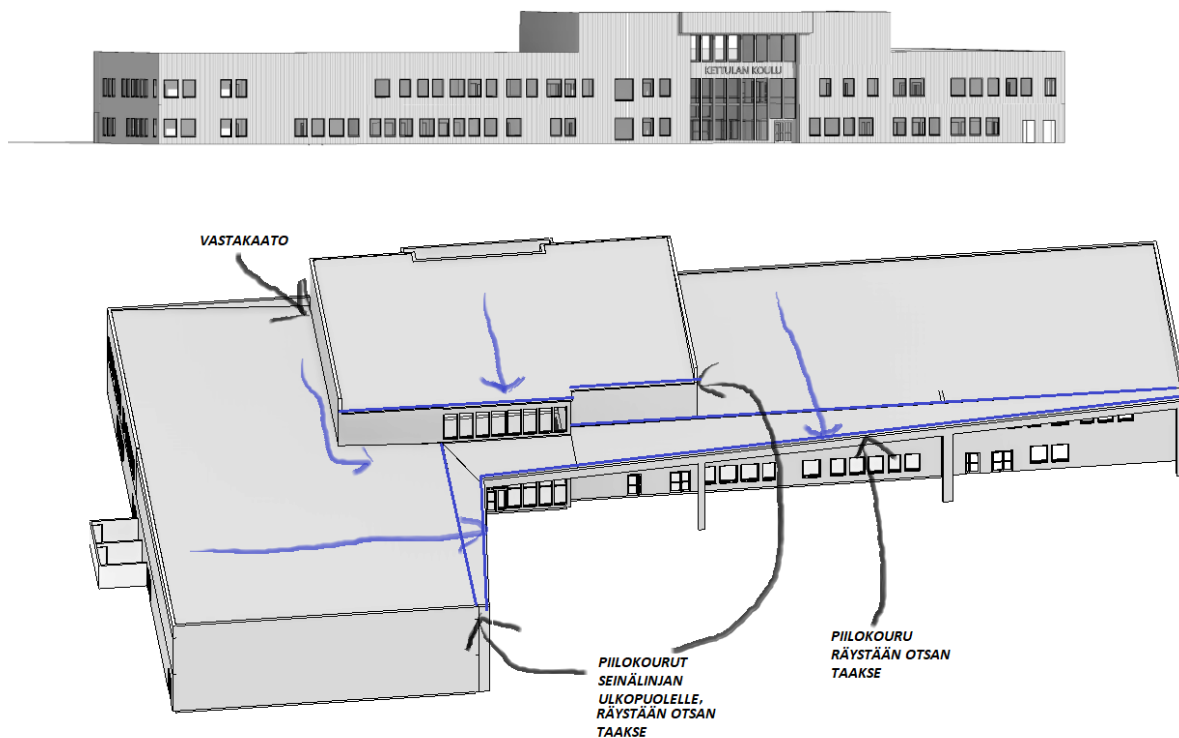 KETTULAN KOULU
VASTAKAATO
PIILOKOURUT
SEINÄLINJAN
ULKOPUOLELLE,
RÄYSTÄÄN OTSAN
TAAKSE
PIILOKOURU
RÄYSTÄÄN OTSAN
TAAKSE